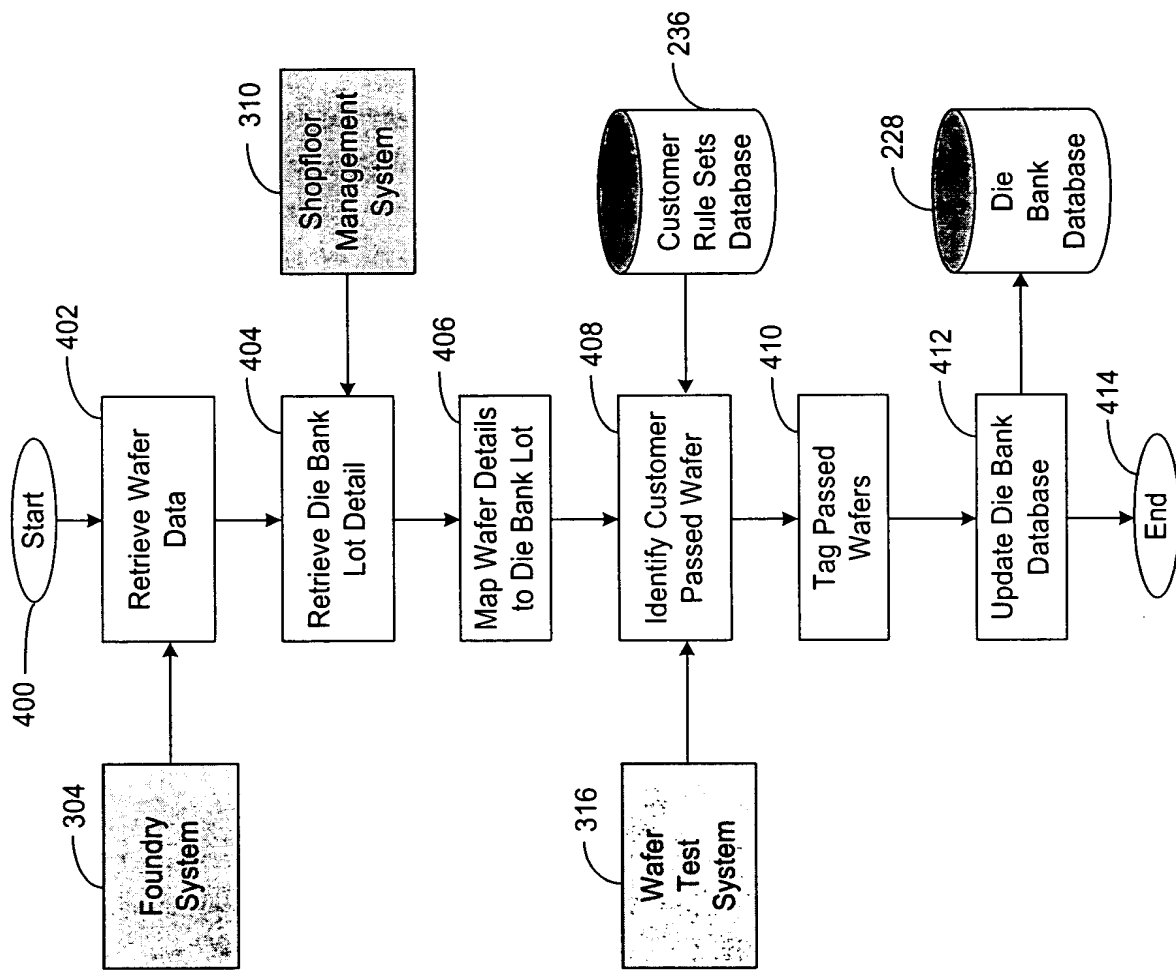 Start
400
Foundry
System
304
Retrieve Wafer
Data
402
Shopfloor
Management
System
310
Retrieve Die Bank
Lot Detail
404
Map Wafer Details
to Die Bank Lot
406
Wafer
Test
System
316
Identify Customer
Passed Wafer
408
Customer
Rule Sets
Database
236
Tag Passed
Wafers
410
Update Die Bank
Database
412
Die
Bank
Database
228
End
414